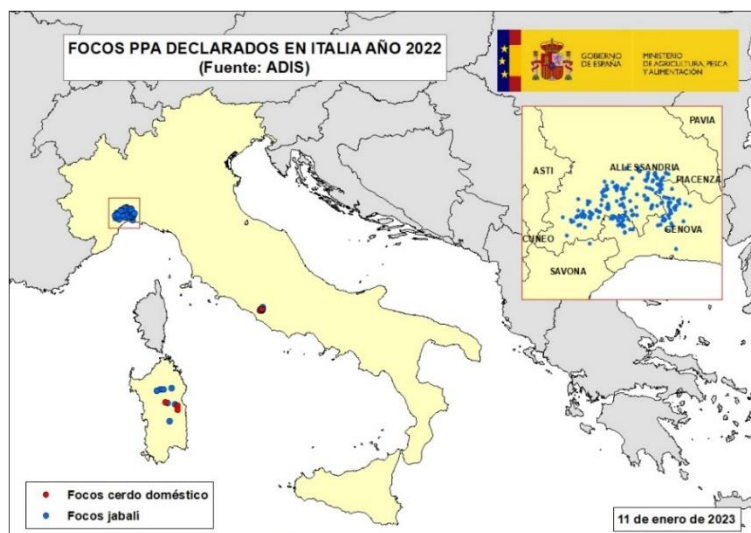 FOCOS PPA DECLARADOS EN ITALIA AÑO 2022
(Fuente: ADIS)
GOBIERNO
DE ESPAÑA
MINISTERIO
DE AGRICULTURA, PESCA
Y ALIMENTACIÓN
PAVIA
ASTI
ALLESSANDRIA
PIACENZA
CUNEO
GENOVA
SAVONA
Focos cerdo doméstico
Focos jabalí
11 de enero de 2023